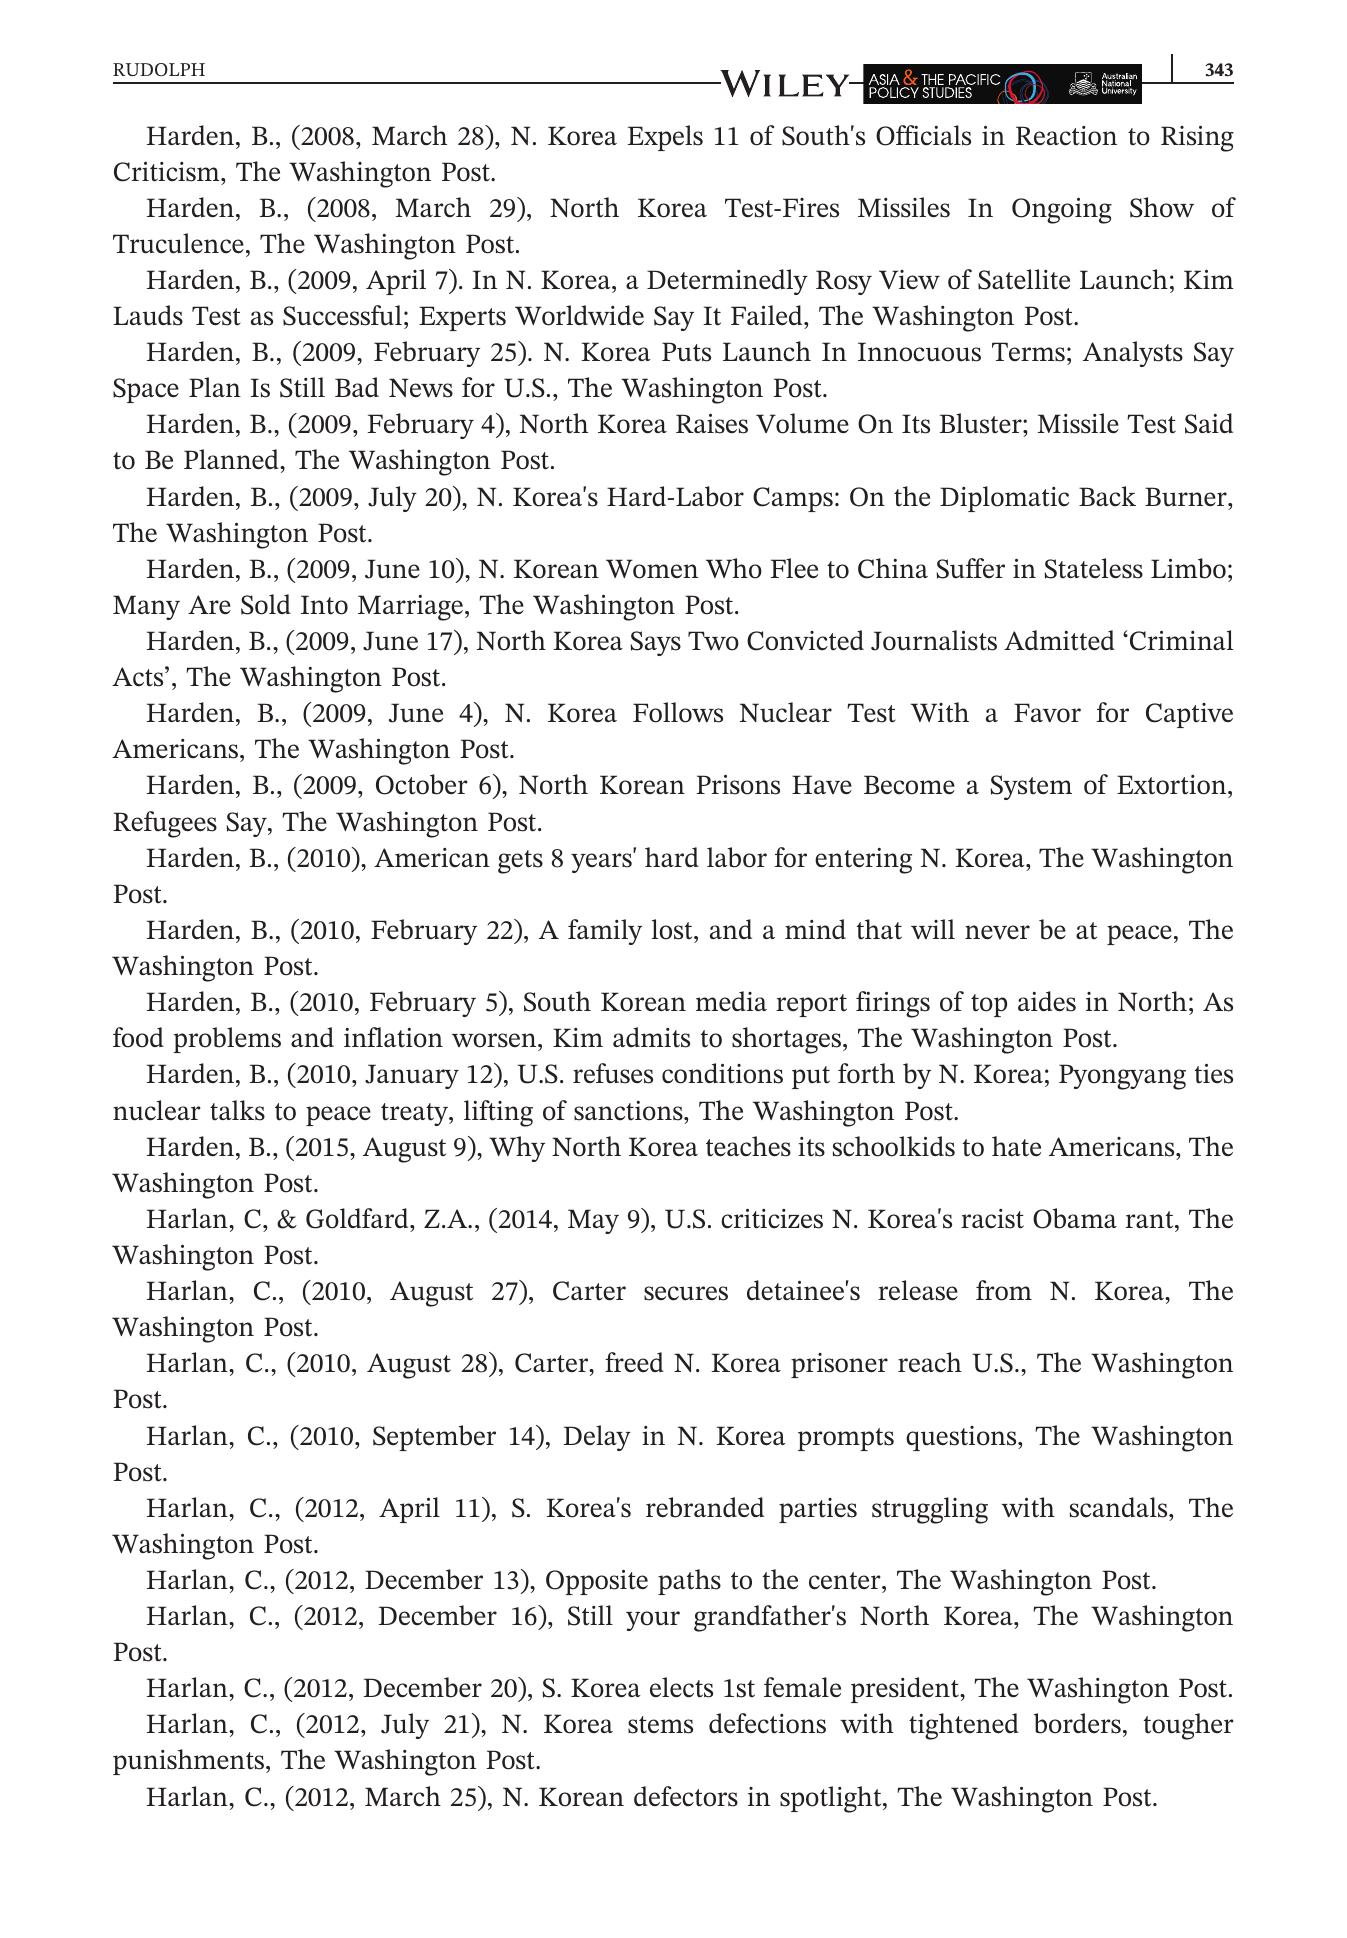 RUDOLPH
WILEY
ASIA & THE PACIFIC
POLICY STUDIES
Australian
National
University
343
Harden, B., (2008, March 28), N. Korea Expels 11 of South's Officials in Reaction to Rising
Criticism, The Washington Post.
Harden, B., (2008, March 29), North Korea Test-Fires Missiles In Ongoing Show of
Truculence, The Washington Post.
Harden, B., (2009, April 7). In N. Korea, a Determinedly Rosy View of Satellite Launch; Kim
Lauds Test as Successful; Experts Worldwide Say It Failed, The Washington Post.
Harden, B., (2009, February 25). N. Korea Puts Launch In Innocuous Terms; Analysts Say
Space Plan Is Still Bad News for U.S., The Washington Post.
Harden, B., (2009, February 4), North Korea Raises Volume On Its Bluster; Missile Test Said
to Be Planned, The Washington Post.
Harden, B., (2009, July 20), N. Korea's Hard-Labor Camps: On the Diplomatic Back Burner,
The Washington Post.
Harden, B., (2009, June 10), N. Korean Women Who Flee to China Suffer in Stateless Limbo;
Many Are Sold Into Marriage, The Washington Post.
Harden, B., (2009, June 17), North Korea Says Two Convicted Journalists Admitted ‘Criminal
Acts’, The Washington Post.
Harden, B., (2009, June 4), N. Korea Follows Nuclear Test With a Favor for Captive
Americans, The Washington Post.
Harden, B., (2009, October 6), North Korean Prisons Have Become a System of Extortion,
Refugees Say, The Washington Post.
Harden, B., (2010), American gets 8 years' hard labor for entering N. Korea, The Washington
Post.
Harden, B., (2010, February 22), A family lost, and a mind that will never be at peace, The
Washington Post.
Harden, B., (2010, February 5), South Korean media report firings of top aides in North; As
food problems and inflation worsen, Kim admits to shortages, The Washington Post.
Harden, B., (2010, January 12), U.S. refuses conditions put forth by N. Korea; Pyongyang ties
nuclear talks to peace treaty, lifting of sanctions, The Washington Post.
Harden, B., (2015, August 9), Why North Korea teaches its schoolkids to hate Americans, The
Washington Post.
Harlan, C, & Goldfard, Z.A., (2014, May 9), U.S. criticizes N. Korea's racist Obama rant, The
Washington Post.
Harlan, C., (2010, August 27), Carter secures detainee's release from N. Korea, The
Washington Post.
Harlan, C., (2010, August 28), Carter, freed N. Korea prisoner reach U.S., The Washington
Post.
Harlan, C., (2010, September 14), Delay in N. Korea prompts questions, The Washington
Post.
Harlan, C., (2012, April 11), S. Korea's rebranded parties struggling with scandals, The
Washington Post.
Harlan, C., (2012, December 13), Opposite paths to the center, The Washington Post.
Harlan, C., (2012, December 16), Still your grandfather's North Korea, The Washington
Post.
Harlan, C., (2012, December 20), S. Korea elects 1st female president, The Washington Post.
Harlan, C., (2012, July 21), N. Korea stems defections with tightened borders, tougher
punishments, The Washington Post.
Harlan, C., (2012, March 25), N. Korean defectors in spotlight, The Washington Post.